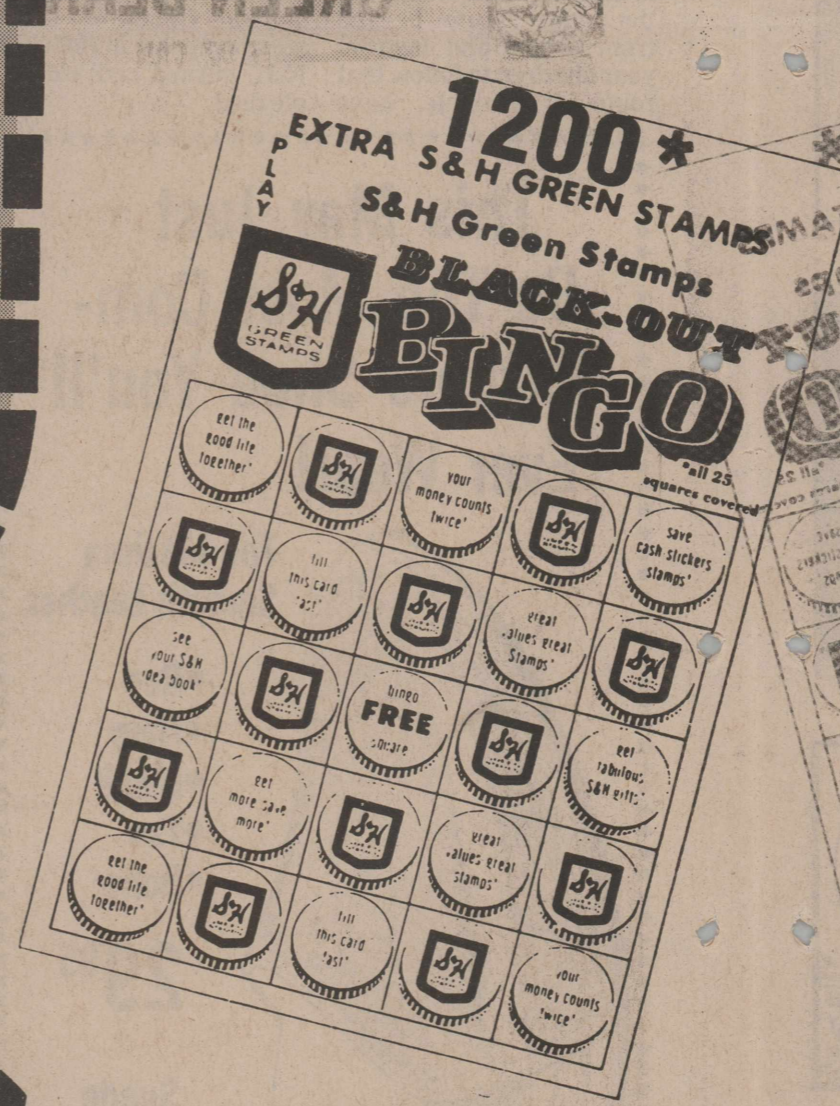 1200*
EXTRA S&H GREEN STAMPS
PLAY
S&H Green Stamps
BLACK-OUT
BINGO
S&H
GREEN
STAMPS
*all 25
squares covered
get the
good life
together*
S&H
your
money counts
twice*
S&H
save
cash stickers
stamps*
S&H
fill
this card
fast*
S&H
great
values great
Stamps*
S&H
see
your S&H
idea book*
S&H
bingo
FREE
square
S&H
get
fabulous
S&H gifts*
S&H
get
more save
more*
S&H
great
values great
stamps*
S&H
get the
good life
together*
S&H
fill
this card
fast*
S&H
your
money counts
twice*